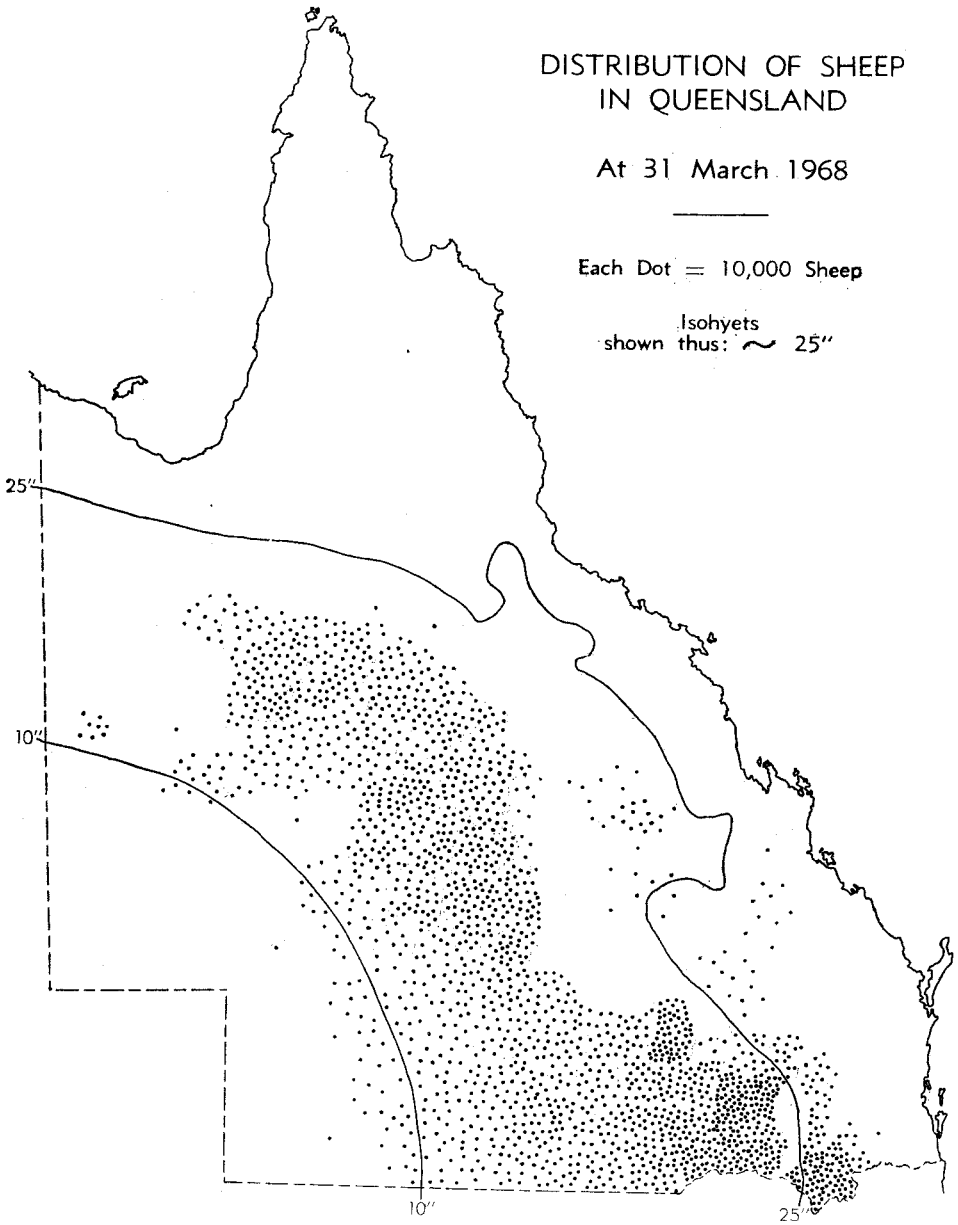 DISTRIBUTION OF SHEEP
IN QUEENSLAND
At 31 March 1968
Each Dot = 10,000 Sheep
Isohyets
shown thus: ~ 25"
25"
10"
10"
25"